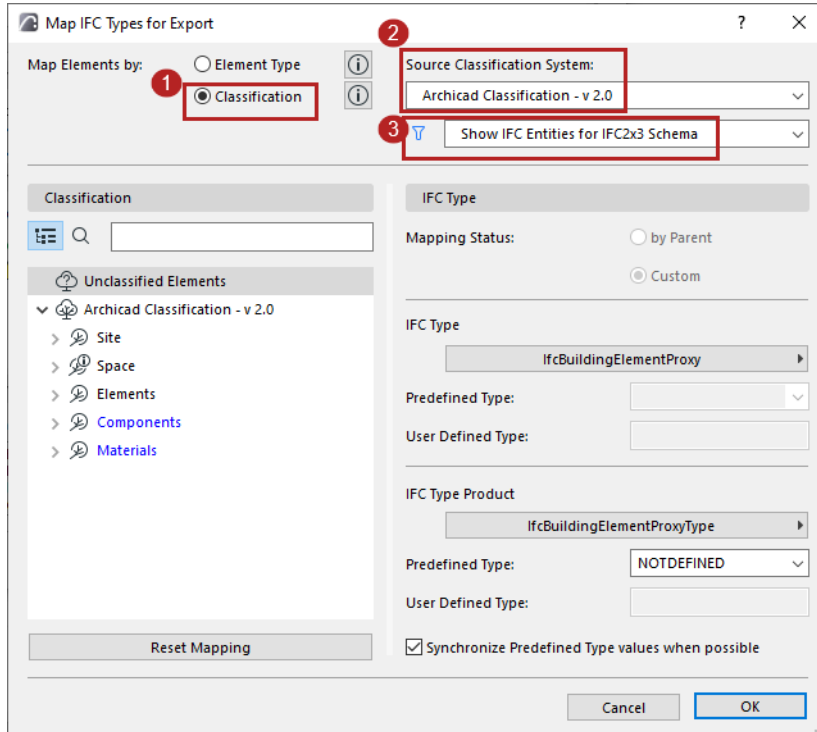 Map IFC Types for Export
?
2
Map Elements by:
Element Type
Source Classification System:
1
Classification
Archicad Classification - v 2.0
3
Show IFC Entities for IFC2x3 Schema
Classification
Unclassified Elements
Archicad Classification - v 2.0
Site
Space
Elements
Components
Materials
Reset Mapping
IFC Type
Mapping Status:
by Parent
Custom
IFC Type
IfcBuildingElementProxy
Predefined Type:
User Defined Type:
IFC Type Product
IfcBuildingElementProxyType
Predefined Type:
NOTDEFINED
User Defined Type:
Synchronize Predefined Type values when possible
Cancel
OK